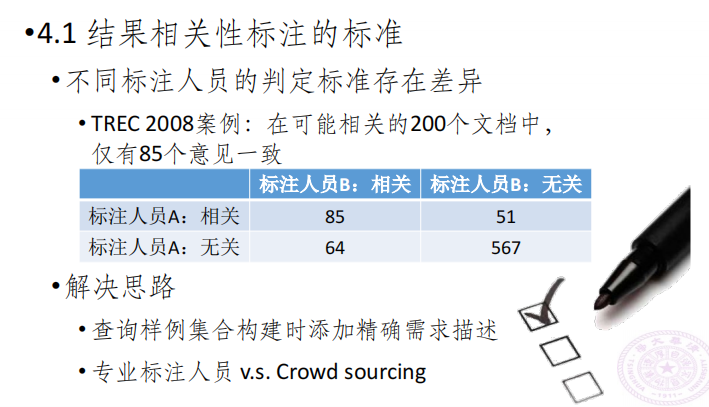 •4.1 结果相关性标注的标准
•不同标注人员的判定标准存在差异
•TREC 2008案例：在可能相关的200个文档中，
仅有85个意见一致
标注人员B：相关 标注人员B：无关
标注人员A：相关 85 51
标注人员A：无关 64 567
•解决思路
•查询样例集合构建时添加精确需求描述
•专业标注人员 v.s. Crowd sourcing